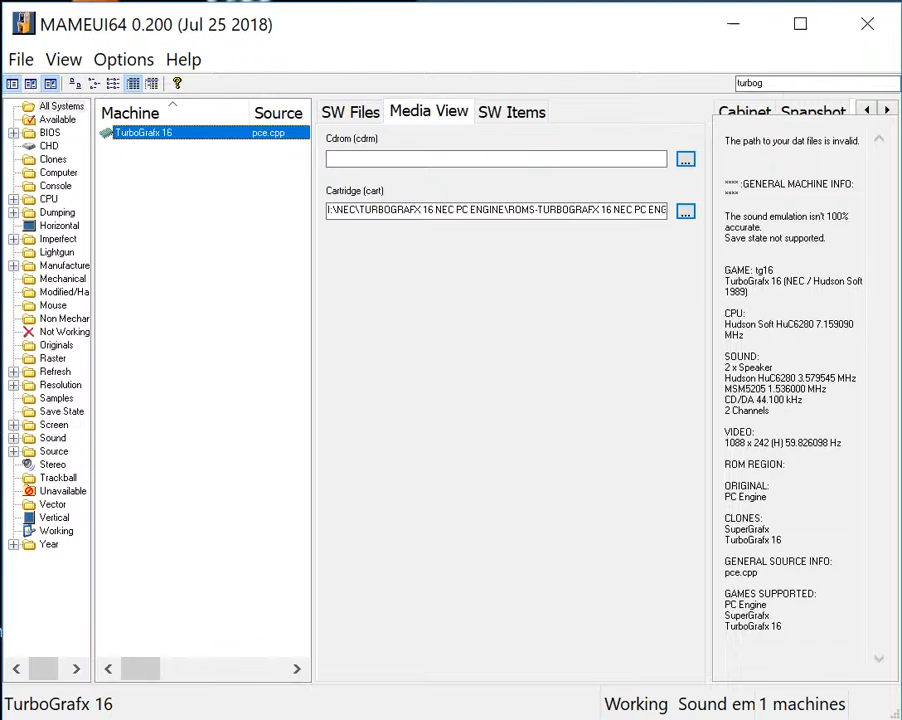 MAMEUI64 0.200 (Jul 25 2018)
File View Options Help
turbog
All Systems
Available
BIOS
CHD
Clones
Computer
Console
CPU
Dumping
Horizontal
Imperfect
Lightgun
Manufacture
Mechanical
Modified/Ha
Mouse
Non Mechar
Not Working
Originals
Raster
Refresh
Resolution
Samples
Save State
Screen
Sound
Source
Stereo
Trackball
Unavailable
Vector
Vertical
Working
Year
Machine Source
TurboGrafx 16 pce.cpp
SW Files Media View SW Items
Cdrom (cdrm)
...
Cartridge (cart)
I:\NEC\TURBOGRAFX 16 NEC PC ENGINE\ROMS-TURBOGRAFX 16 NEC PC ENG
...
Cabinet Snapshot
The path to your dat files is invalid.
**** :GENERAL MACHINE INFO:
****
The sound emulation isn't 100%
accurate.
Save state not supported.
GAME: tg16
TurboGrafx 16 (NEC / Hudson Soft
1989)
CPU:
Hudson Soft HuC6280 7.159090
MHz
SOUND:
2 x Speaker
Hudson HuC6280 3.579545 MHz
MSM5205 1.536000 MHz
CD/DA 44.100 kHz
2 Channels
VIDEO:
1088 x 242 (H) 59.826098 Hz
ROM REGION:
ORIGINAL:
PC Engine
CLONES:
SuperGrafx
TurboGrafx 16
GENERAL SOURCE INFO:
pce.cpp
GAMES SUPPORTED:
PC Engine
SuperGrafx
TurboGrafx 16
TurboGrafx 16
Working Sound em 1 machines